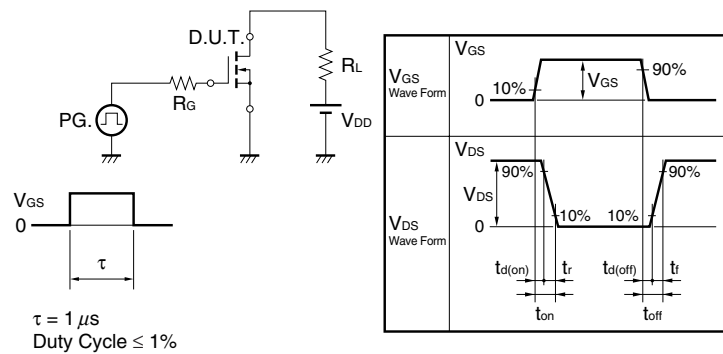 D.U.T.
RG
PG.
RL
VDD
VGS
0
τ
τ = 1 μs
Duty Cycle ≤ 1%
VGS
Wave Form
VGS
10%
VGS
90%
0
VDS
Wave Form
VDS
VDS
90%
90%
10%
10%
0
td(on)
tr
td(off)
tf
ton
toff